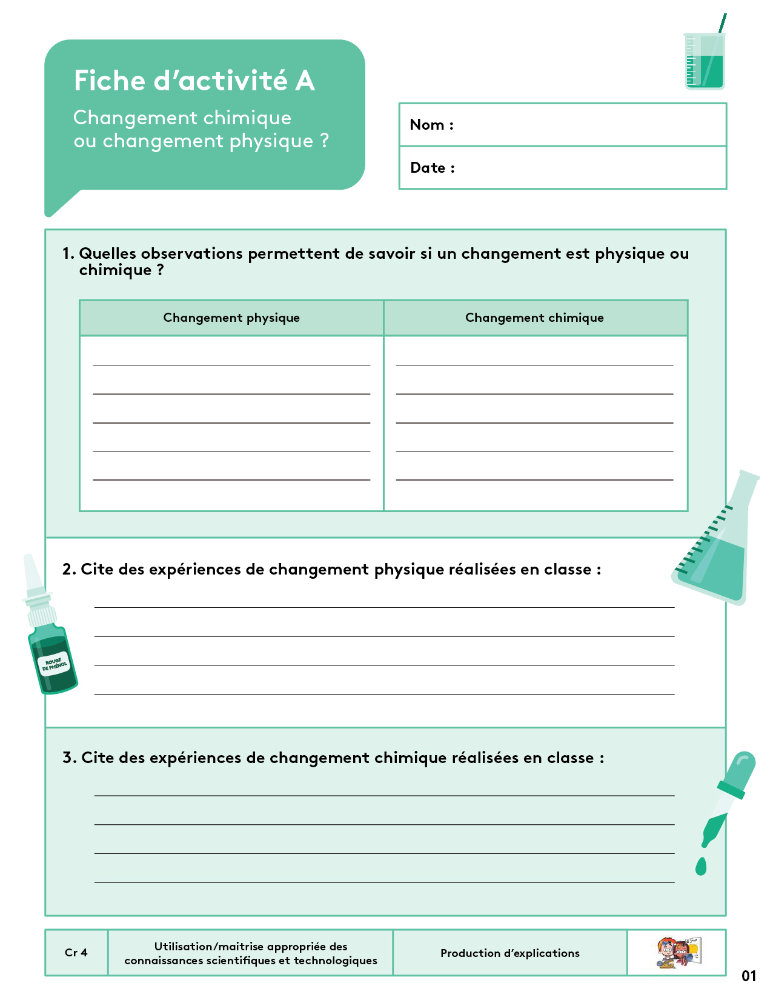 Fiche d’activité A
Changement chimique
ou changement physique ?
Nom :
Date :
1. Quelles observations permettent de savoir si un changement est physique ou
chimique ?
Changement physique
Changement chimique
2. Cite des expériences de changement physique réalisées en classe :
ROUGE
DE PHÉNOL
3. Cite des expériences de changement chimique réalisées en classe :
Cr 4
Utilisation/maitrise appropriée des
connaissances scientifiques et technologiques
Production d’explications
01